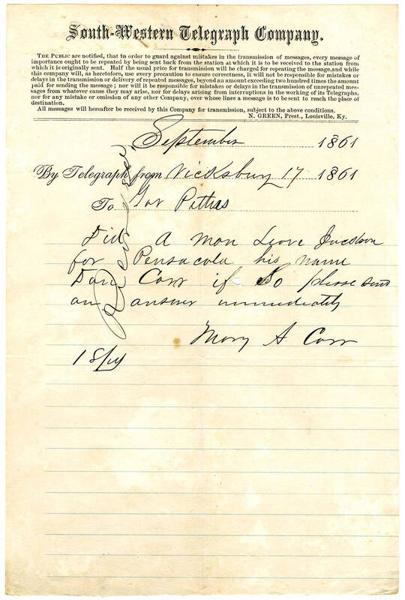 South-Western Telegraph Company.
THE PUBLIC are notified, that in order to guard against mistakes in the transmission of messages, every message of
importance ought to be repeated by being sent back from the station at which it is to be received to the station from
which it is originally sent. Half the usual price for transmission will be charged for repeating the message, and while
this company will, as heretofore, use every precaution to ensure correctness, it will not be responsible for mistakes or
delays in the transmission or delivery of repeated messages, beyond an amount exceeding two hundred times the amount
paid for sending the message; nor will it be responsible for mistakes or delays in the transmission of unrepeated messages
from whatever cause they may arise, nor for delays arising from interruptions in the working of its Telegraphs,
nor for any mistake or omission of any other Company, over whose lines a message is to be sent to reach the place of
destination.
All messages will hereafter be received by this Company for transmission, subject to the above conditions.
N. GREEN, Prest., Louisville, Ky.
September 1861
By Telegraph from Vicksburg 17 1861
To Gov Pettus
Did A man Leave Jackson
for Pensacola his name
Dan Carr if So please send
an answer immediately
Mary A Carr